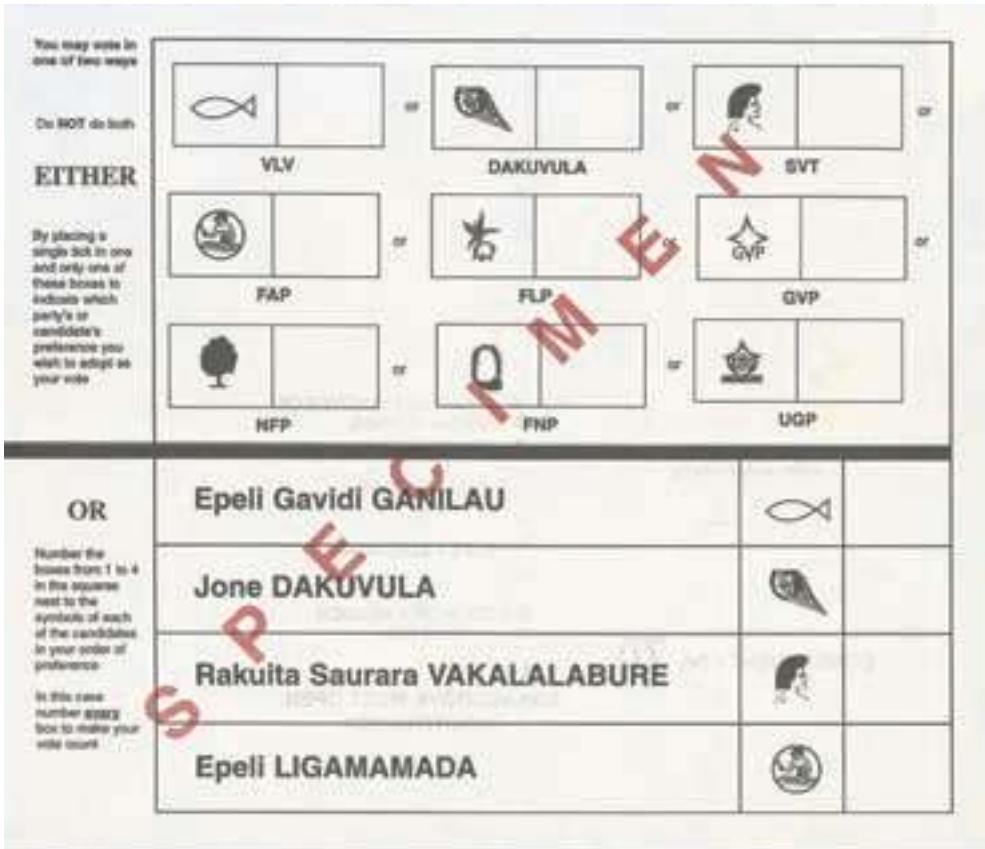 You may vote in
one of two ways
Do NOT do both
EITHER
By placing a
single tick in one
and only one of
these boxes to
indicate which
party's or
candidate's
preference you
wish to adopt as
your vote
or
or
or
VLV
DAKUVULA
SVT
or
or
GVP
FAP
FLP
GVP
or
or
NFP
FNP
UGP
SPECIMEN
OR
Number the
boxes from 1 to 4
in the squares
next to the
symbols of each
of the candidates
in your order of
preference
In this case
number every
box to make your
vote count
Epeli Gavidi GANILAU
Jone DAKUVULA
Rakuita Saurara VAKALALABURE
Epeli LIGAMAMADA